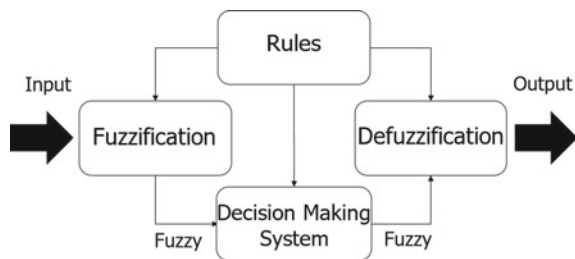 Rules
Input
Output
Fuzzification
Defuzzification
Decision Making
System
Fuzzy
Fuzzy